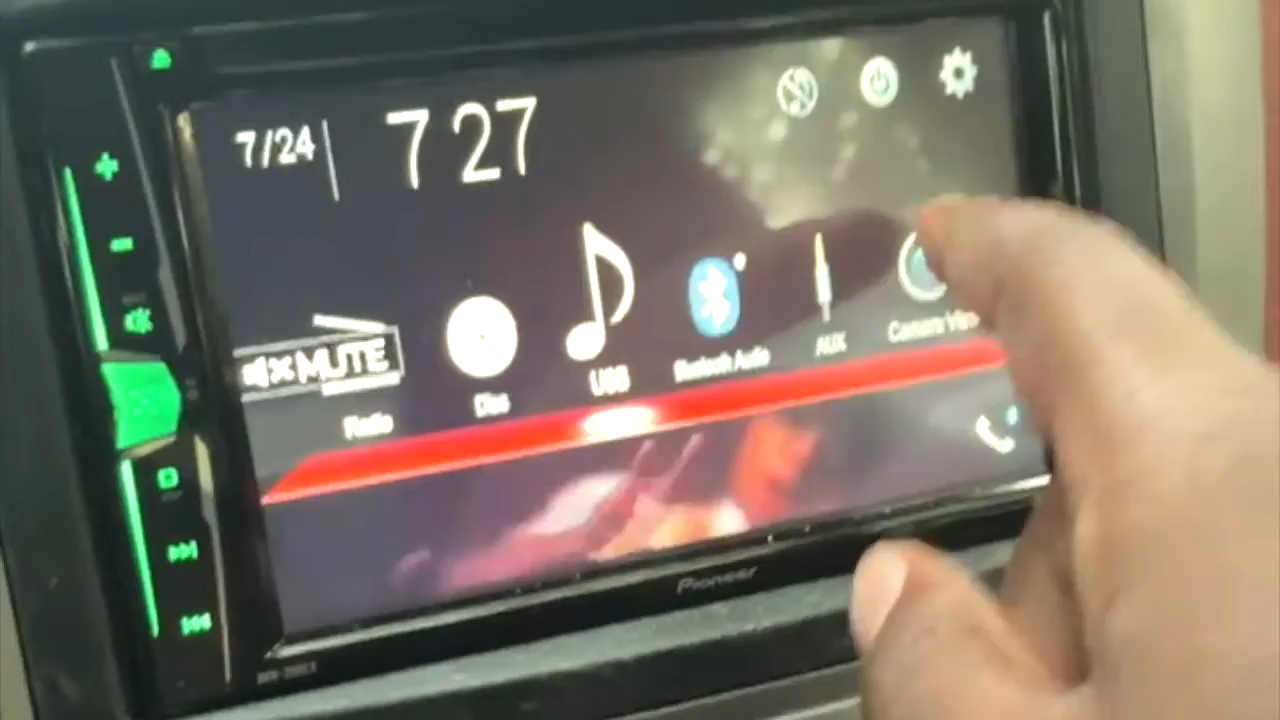 7/24
7 27
MUTE
Radio
Disc
USB
Bluetooth Audio
AUX
Camera View
Pioneer